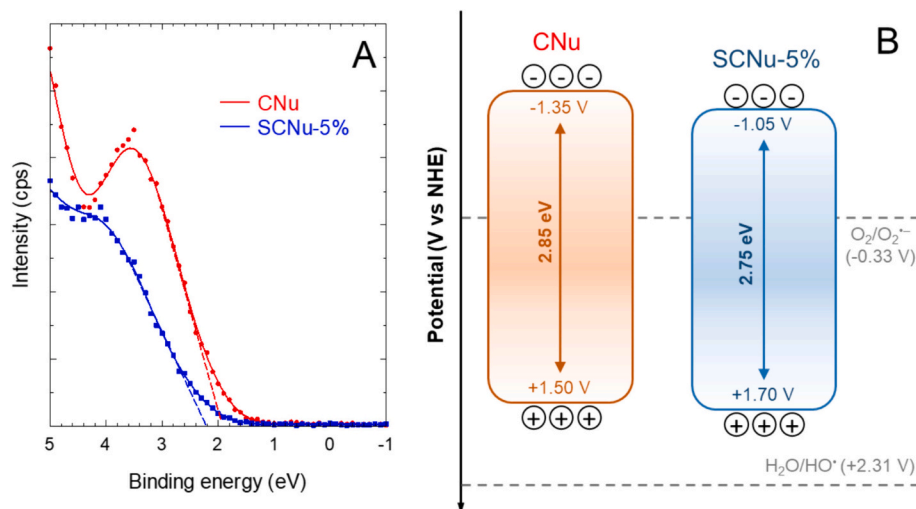 A
CNu
SCNu-5%
Intensity (cps)
5 4 3 2 1 0 -1
Binding energy (eV)
B
Potential (V vs NHE)
CNu
- - -
-1.35 V
2.85 eV
+1.50 V
+ + +
SCNu-5%
- - -
-1.05 V
2.75 eV
+1.70 V
+ + +
O₂/O₂•−
(-0.33 V)
H₂O/HO• (+2.31 V)